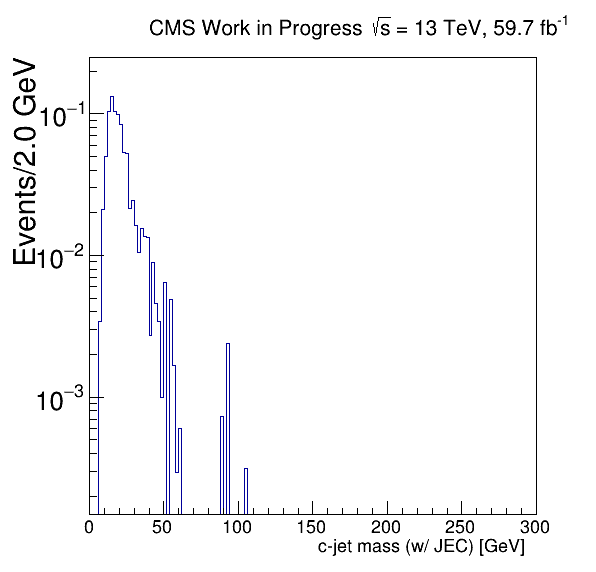 CMS Work in Progress √s = 13 TeV, 59.7 fb⁻¹
Events/2.0 GeV
10⁻¹
10⁻²
10⁻³
0 50 100 150 200 250 300
c-jet mass (w/ JEC) [GeV]